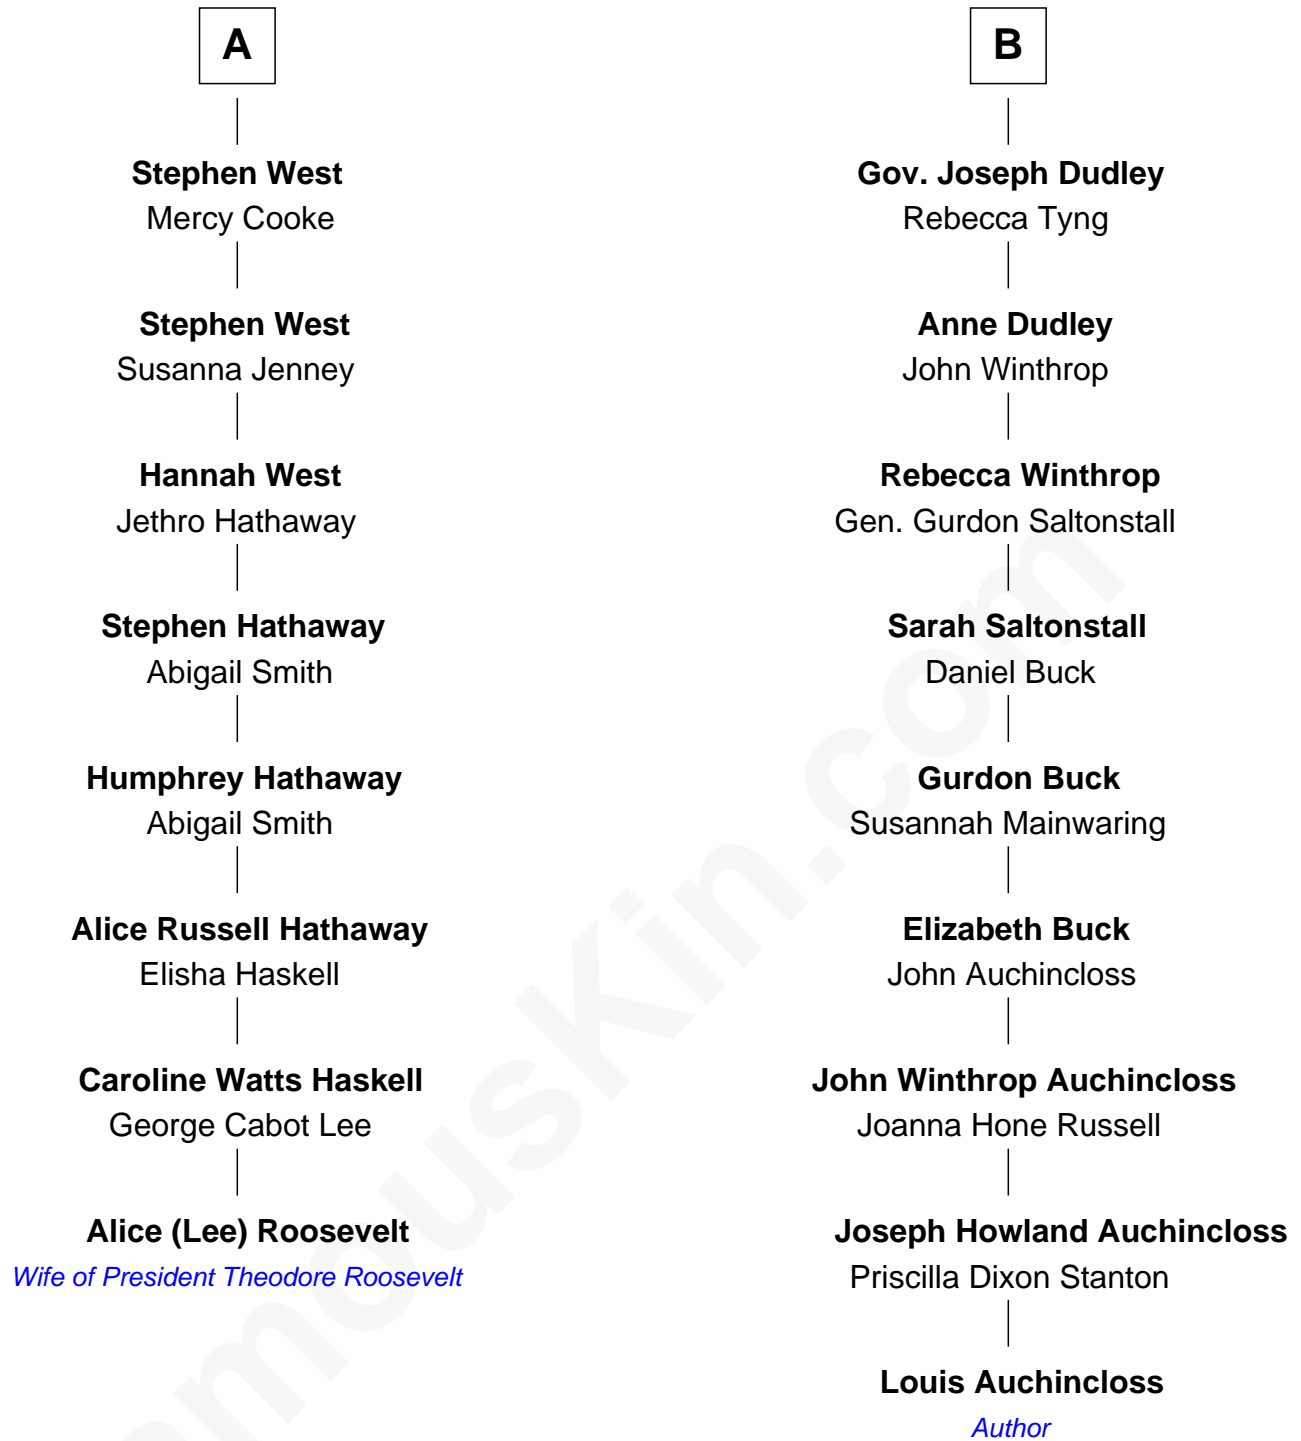 A
Stephen West
Mercy Cooke
Stephen West
Susanna Jenney
Hannah West
Jethro Hathaway
Stephen Hathaway
Abigail Smith
Humphrey Hathaway
Abigail Smith
Alice Russell Hathaway
Elisha Haskell
Caroline Watts Haskell
George Cabot Lee
Alice (Lee) Roosevelt
Wife of President Theodore Roosevelt
B
Gov. Joseph Dudley
Rebecca Tyng
Anne Dudley
John Winthrop
Rebecca Winthrop
Gen. Gurdon Saltonstall
Sarah Saltonstall
Daniel Buck
Gurdon Buck
Susannah Mainwaring
Elizabeth Buck
John Auchincloss
John Winthrop Auchincloss
Joanna Hone Russell
Joseph Howland Auchincloss
Priscilla Dixon Stanton
Louis Auchincloss
Author
amousKin.com